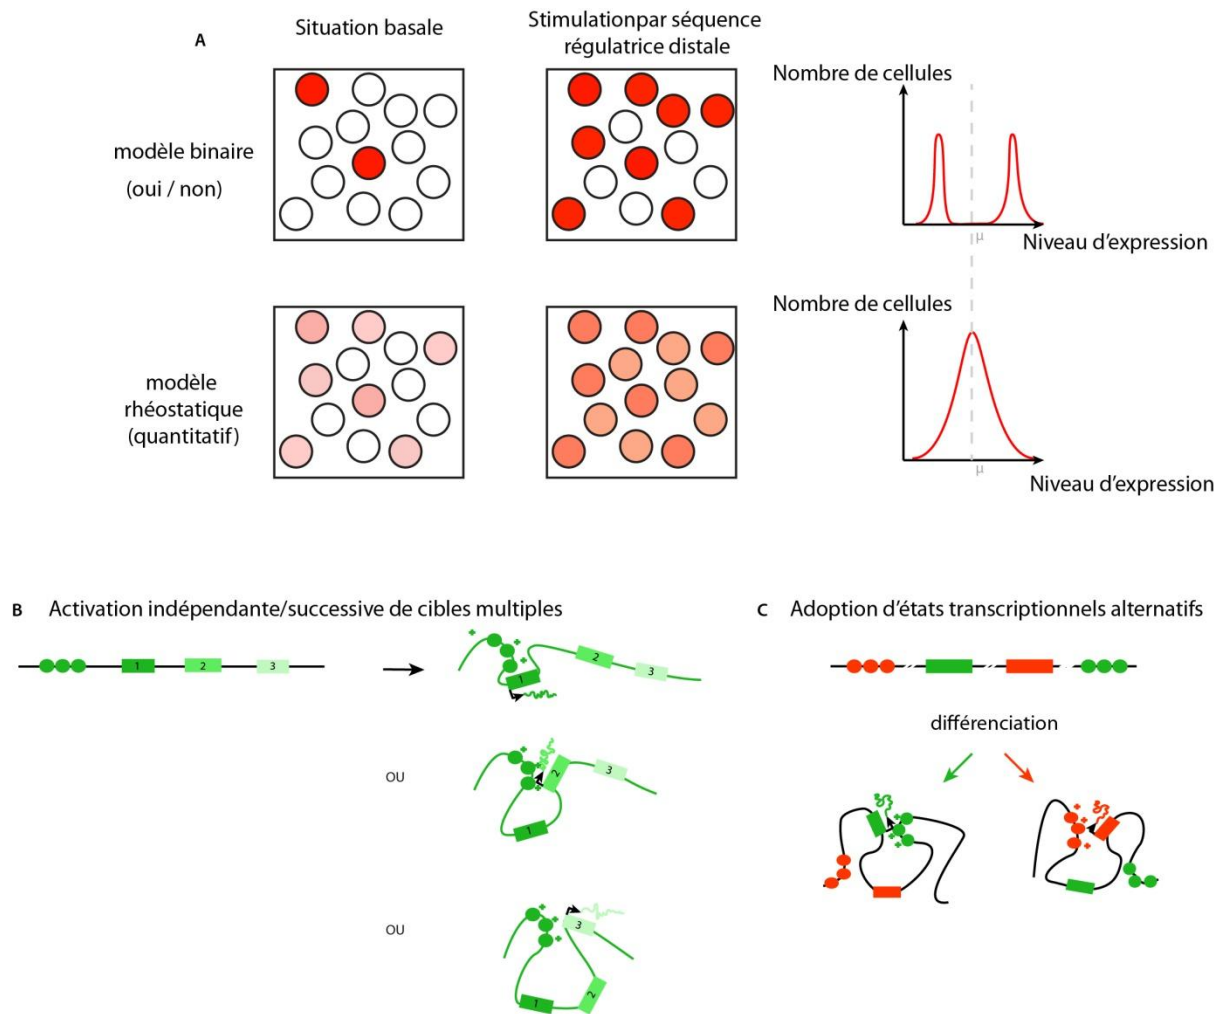 A
Situation basale
Stimulationpar séquence
régulatrice distale
modèle binaire
(oui / non)
Nombre de cellules
μ
Niveau d'expression
modèle
rhéostatique
(quantitatif)
Nombre de cellules
μ
Niveau d'expression
B Activation indépendante/successive de cibles multiples
1 2 3
1 2 3
OU
1 2 3
OU
1 2 3
C Adoption d'états transcriptionnels alternatifs
différenciation